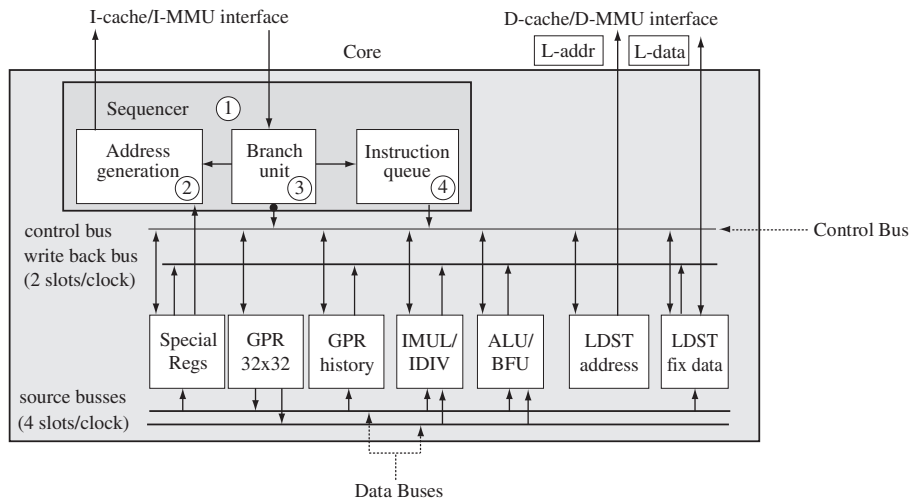 I-cache/I-MMU interface
D-cache/D-MMU interface
Core
L-addr
L-data
Sequencer
1
Address
generation
2
Branch
unit
3
Instruction
queue
4
control bus
write back bus
(2 slots/clock)
Control Bus
Special
Regs
GPR
32x32
GPR
history
IMUL/
IDIV
ALU/
BFU
LDST
address
LDST
fix data
source busses
(4 slots/clock)
Data Buses